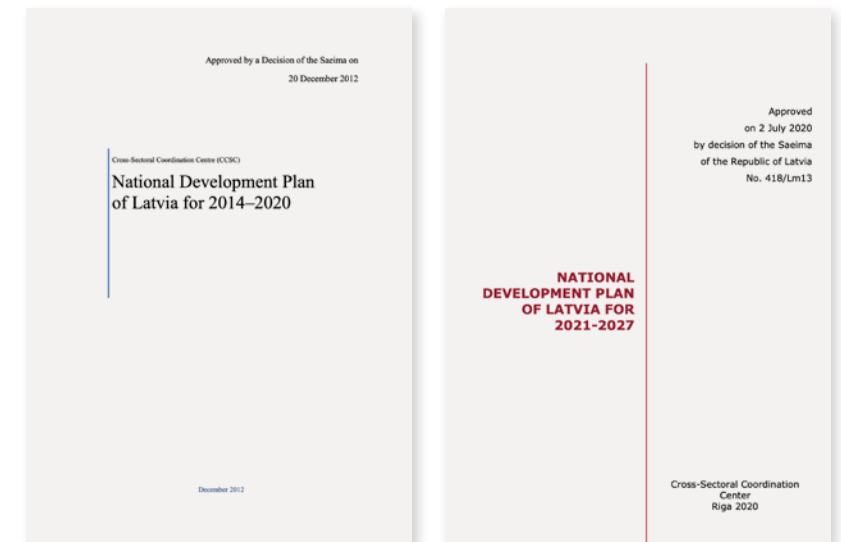 Approved by a Decision of the Saeima on
20 December 2012
Cross-Sectoral Coordination Centre (CCSC)
National Development Plan
of Latvia for 2014–2020
December 2012
Approved
on 2 July 2020
by decision of the Saeima
of the Republic of Latvia
No. 418/Lm13
NATIONAL
DEVELOPMENT PLAN
OF LATVIA FOR
2021-2027
Cross-Sectoral Coordination
Center
Riga 2020